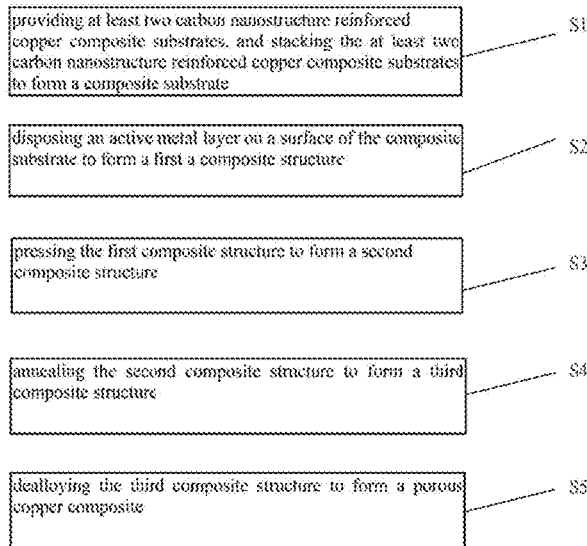 providing at least two carbon nanostructure reinforced
copper composite substrates, and stacking the at least two
carbon nanostructure reinforced copper composite substrates
to form a composite substrate
S1
disposing an active metal layer on a surface of the composite
substrate to form a first a composite structure
S2
pressing the first composite structure to form a second
composite structure
S3
annealing the second composite structure to form a third
composite structure
S4
dealloying the third composite structure to form a porous
copper composite
S5